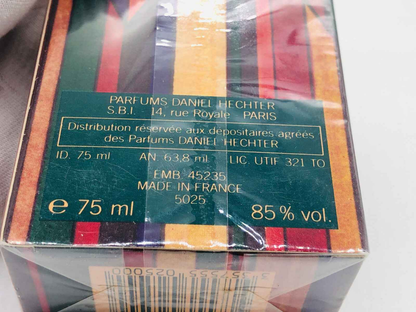 PARFUMS DANIEL HECHTER
S.B.I. 14, rue Royale PARIS
Distribution réservée aux dépositaires agréés
des Parfums DANIEL HECHTER
ID. 75 ml AN. 63,8 ml LIC. UTIF 321 TO
EMB 45235
MADE IN FRANCE
5025
e 75 ml 85% vol.